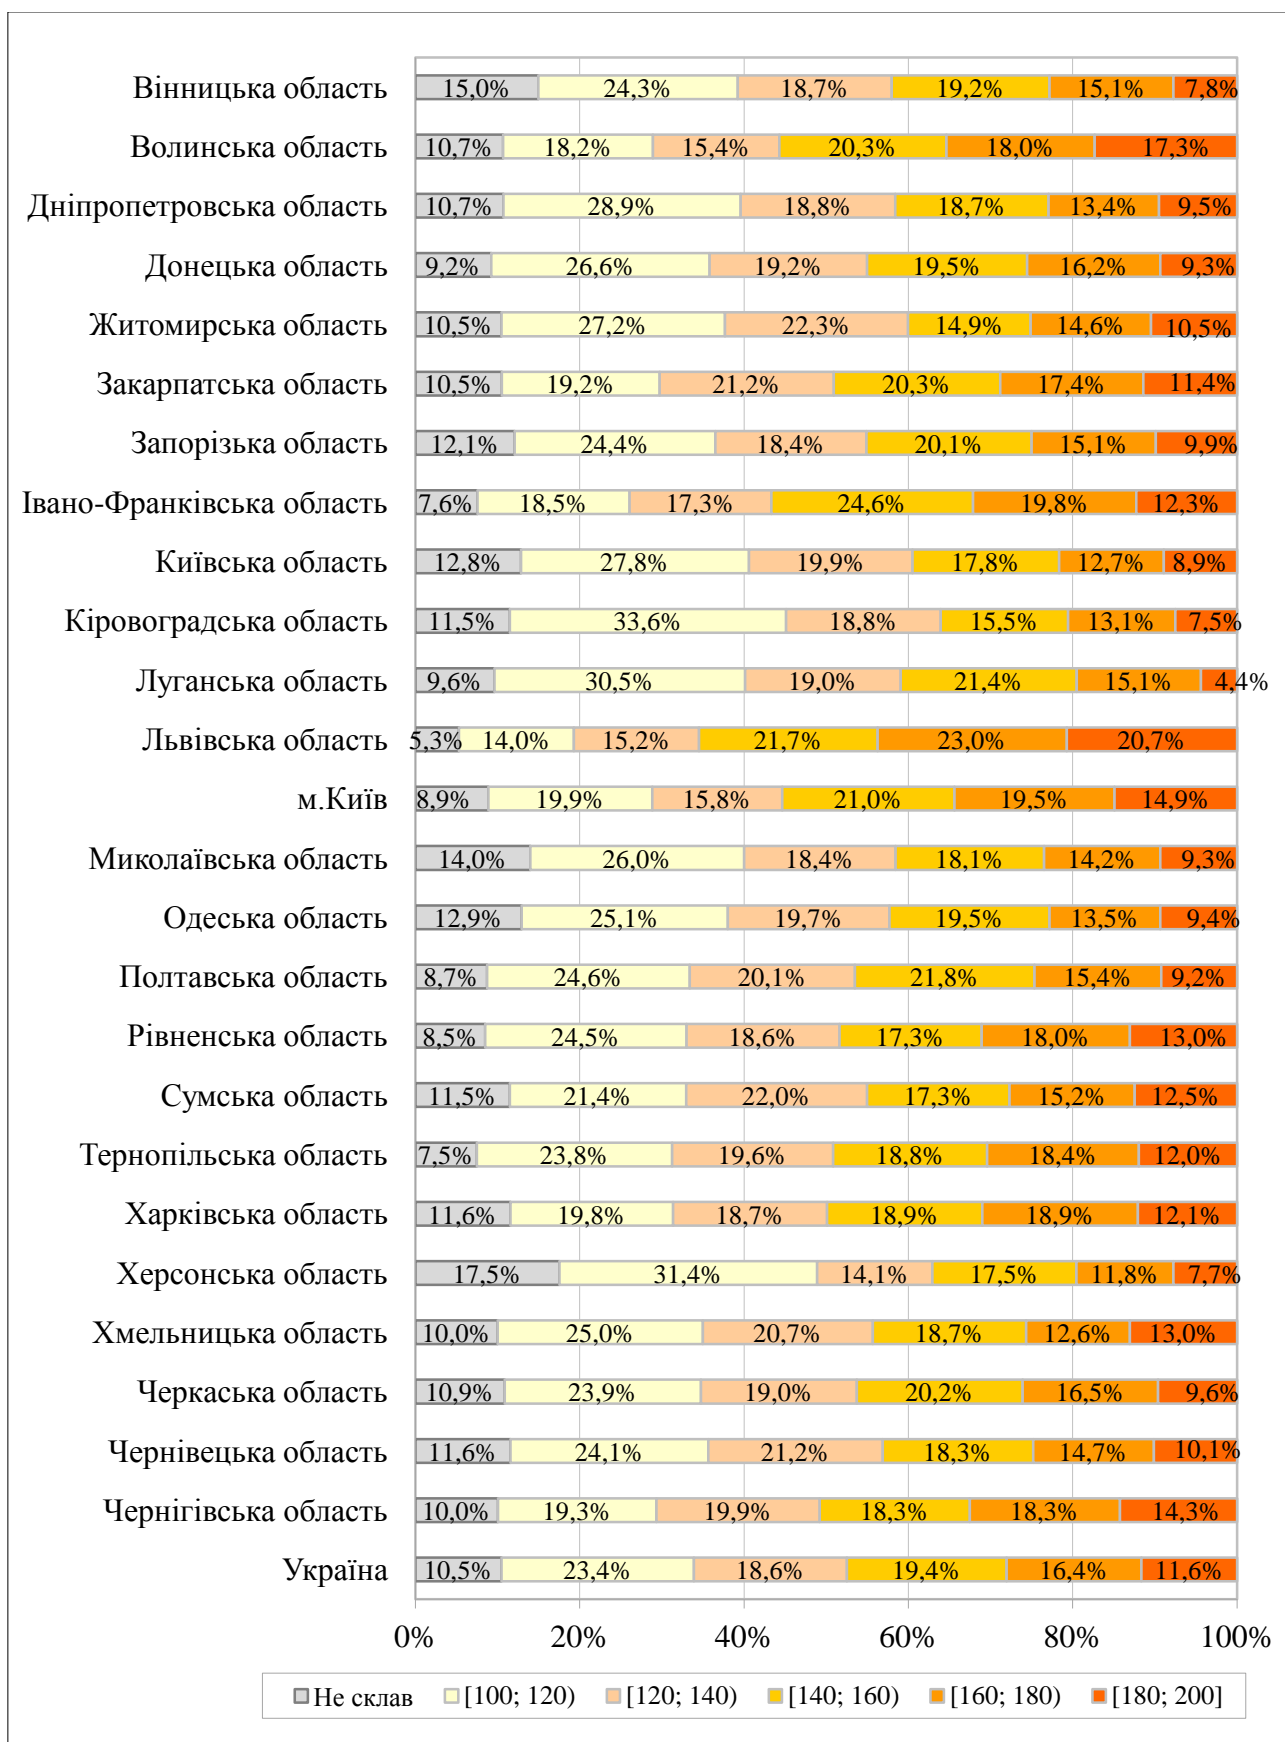 Вінницька область 15,0% 24,3% 18,7% 19,2% 15,1% 7,8%
Волинська область 10,7% 18,2% 15,4% 20,3% 18,0% 17,3%
Дніпропетровська область 10,7% 28,9% 18,8% 18,7% 13,4% 9,5%
Донецька область 9,2% 26,6% 19,2% 19,5% 16,2% 9,3%
Житомирська область 10,5% 27,2% 22,3% 14,9% 14,6% 10,5%
Закарпатська область 10,5% 19,2% 21,2% 20,3% 17,4% 11,4%
Запорізька область 12,1% 24,4% 18,4% 20,1% 15,1% 9,9%
Івано-Франківська область 7,6% 18,5% 17,3% 24,6% 19,8% 12,3%
Київська область 12,8% 27,8% 19,9% 17,8% 12,7% 8,9%
Кіровоградська область 11,5% 33,6% 18,8% 15,5% 13,1% 7,5%
Луганська область 9,6% 30,5% 19,0% 21,4% 15,1% 4,4%
Львівська область 5,3% 14,0% 15,2% 21,7% 23,0% 20,7%
м.Київ 8,9% 19,9% 15,8% 21,0% 19,5% 14,9%
Миколаївська область 14,0% 26,0% 18,4% 18,1% 14,2% 9,3%
Одеська область 12,9% 25,1% 19,7% 19,5% 13,5% 9,4%
Полтавська область 8,7% 24,6% 20,1% 21,8% 15,4% 9,2%
Рівненська область 8,5% 24,5% 18,6% 17,3% 18,0% 13,0%
Сумська область 11,5% 21,4% 22,0% 17,3% 15,2% 12,5%
Тернопільська область 7,5% 23,8% 19,6% 18,8% 18,4% 12,0%
Харківська область 11,6% 19,8% 18,7% 18,9% 18,9% 12,1%
Херсонська область 17,5% 31,4% 14,1% 17,5% 11,8% 7,7%
Хмельницька область 10,0% 25,0% 20,7% 18,7% 12,6% 13,0%
Черкаська область 10,9% 23,9% 19,0% 20,2% 16,5% 9,6%
Чернівецька область 11,6% 24,1% 21,2% 18,3% 14,7% 10,1%
Чернігівська область 10,0% 19,3% 19,9% 18,3% 18,3% 14,3%
Україна 10,5% 23,4% 18,6% 19,4% 16,4% 11,6%
0% 20% 40% 60% 80% 100%
Не склав [100; 120) [120; 140) [140; 160) [160; 180) [180; 200]